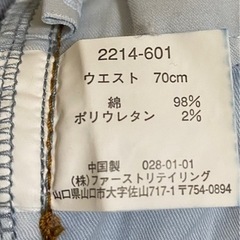 2214-601
ウエスト 70cm
綿 98%
ポリウレタン 2%
中国製 028-01-01
(株)ファーストリテイリング
山口県山口市大字佐山717-1 〒754-0894